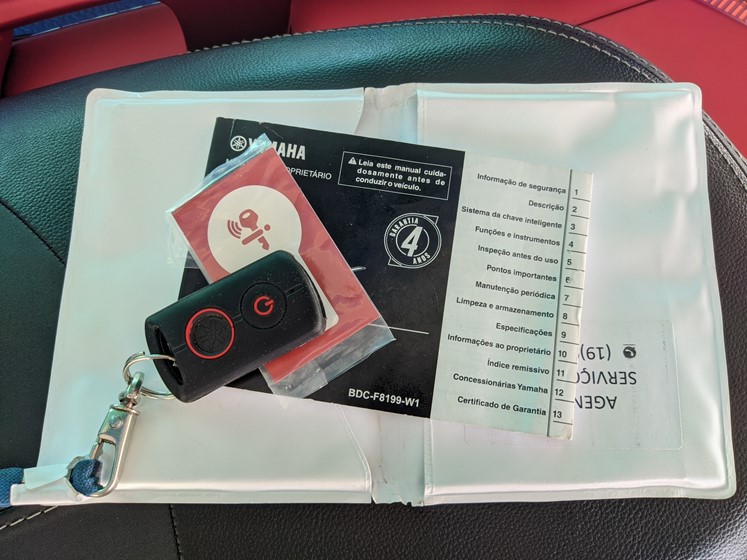 YAMAHA
PROPRIETÁRIO
Leia este manual cuida-
dosamente antes de
conduzir o veículo.
GARANTIA
4
ANOS
BDC-F8199-W1
Informação de segurança 1
Descrição 2
Sistema da chave inteligente 3
Funções e instrumentos 4
Inspeção antes do uso 5
Pontos importantes 6
Manutenção periódica 7
Limpeza e armazenamento 8
Especificações 9
Informações ao proprietário 10
Índice remissivo 11
Concessionárias Yamaha 12
Certificado de Garantia 13
AGEN
SERVIÇO
(19)